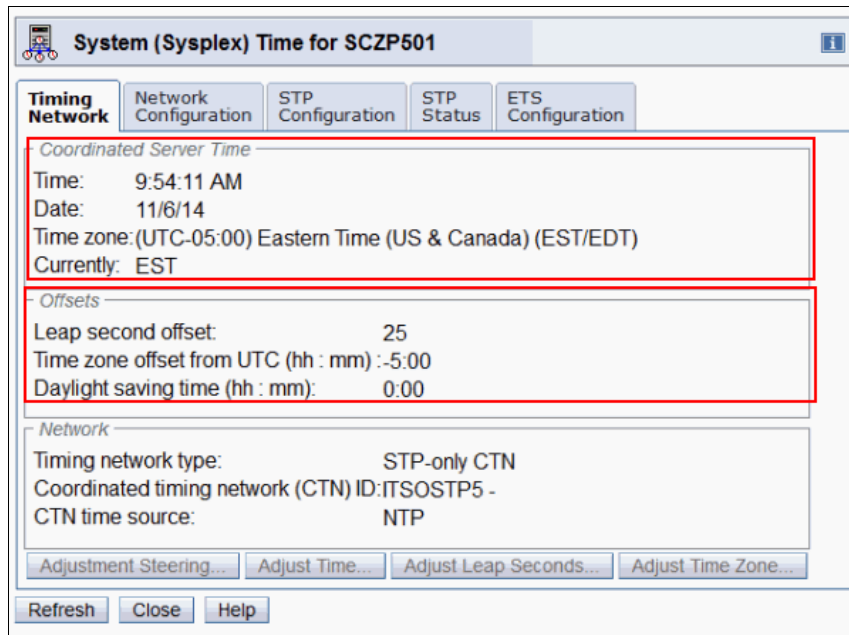 System (Sysplex) Time for SCZP501
i
Timing Network
Network Configuration
STP Configuration
STP Status
ETS Configuration
Coordinated Server Time
Time: 9:54:11 AM
Date: 11/6/14
Time zone:(UTC-05:00) Eastern Time (US & Canada) (EST/EDT)
Currently: EST
Offsets
Leap second offset: 25
Time zone offset from UTC (hh : mm) :-5:00
Daylight saving time (hh : mm): 0:00
Network
Timing network type: STP-only CTN
Coordinated timing network (CTN) ID:ITSOSTP5 -
CTN time source: NTP
Adjustment Steering... Adjust Time... Adjust Leap Seconds... Adjust Time Zone...
Refresh Close Help